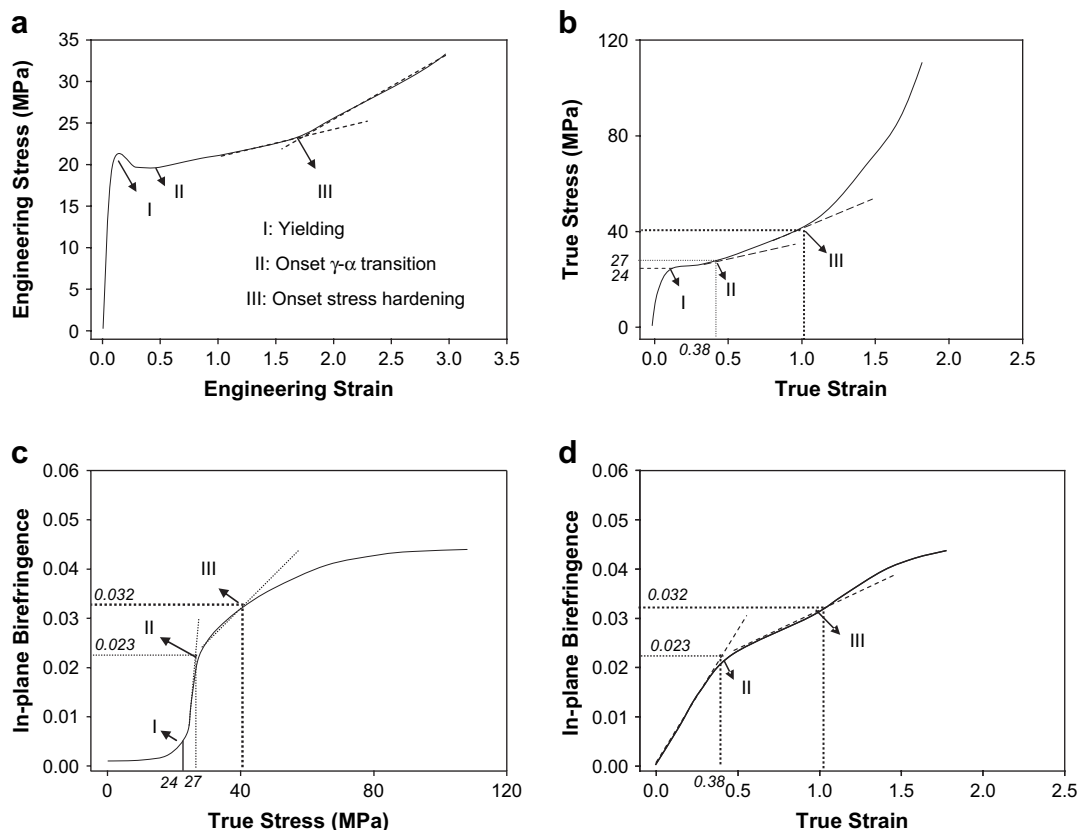 a
35
30
25
20
15
10
5
0
Engineering Stress (MPa)
I
II
III
I: Yielding
II: Onset γ-α transition
III: Onset stress hardening
0.0 0.5 1.0 1.5 2.0 2.5 3.0 3.5
Engineering Strain
b
120
80
40
27
24
0
True Stress (MPa)
I
II
III
0.38
0.0 0.5 1.0 1.5 2.0 2.5
True Strain
c
0.06
0.05
0.04
0.03
0.02
0.01
0.00
In-plane Birefringence
0.032
0.023
III
II
I
24 27
0 40 80 120
True Stress (MPa)
d
0.06
0.05
0.04
0.03
0.02
0.01
0.00
In-plane Birefringence
0.032
0.023
III
II
0.38
0.0 0.5 1.0 1.5 2.0 2.5
True Strain